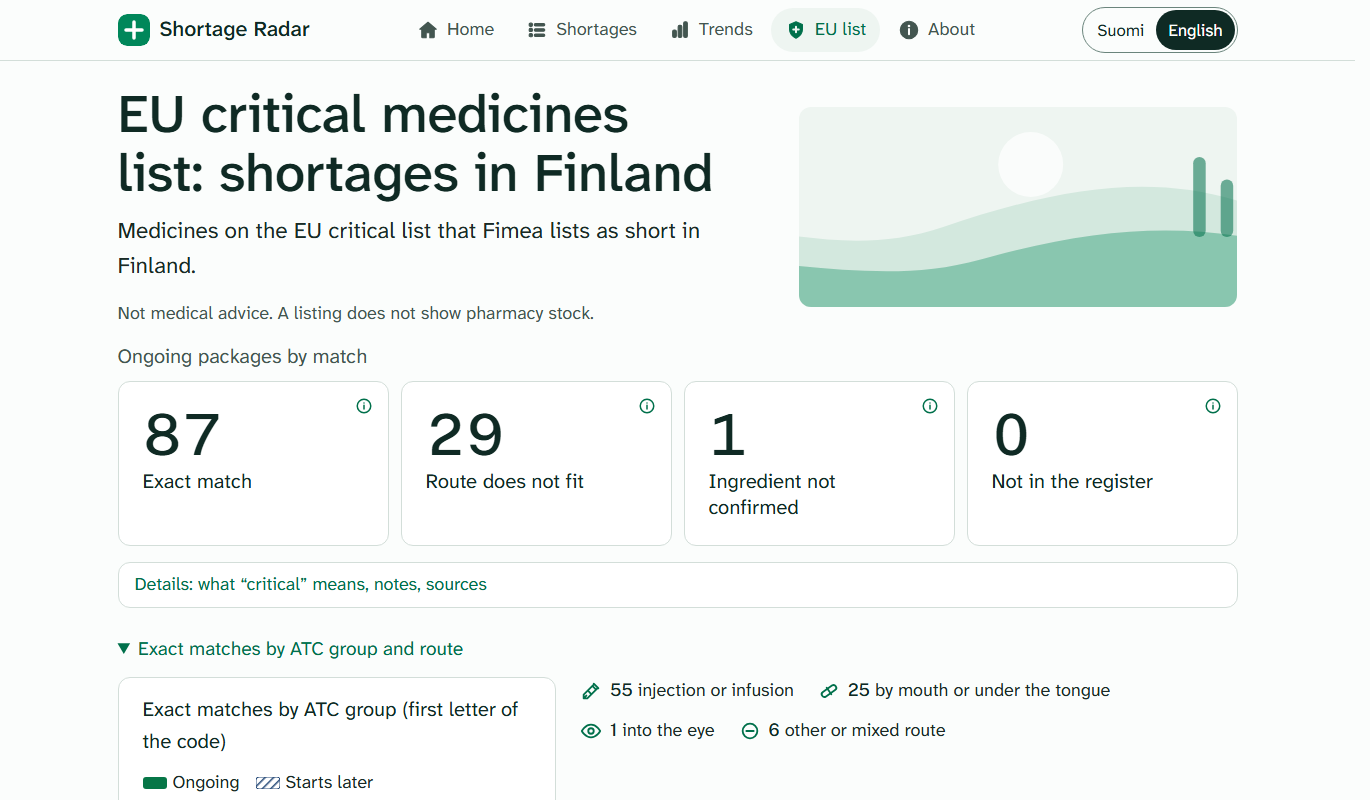 Shortage Radar
Home
Shortages
Trends
EU list
About
Suomi
English
EU critical medicines
list: shortages in Finland
Medicines on the EU critical list that Fimea lists as short in
Finland.
Not medical advice. A listing does not show pharmacy stock.
Ongoing packages by match
87
Exact match
29
Route does not fit
1
Ingredient not
confirmed
0
Not in the register
Details: what “critical” means, notes, sources
Exact matches by ATC group and route
Exact matches by ATC group (first letter of
the code)
Ongoing
Starts later
55 injection or infusion
25 by mouth or under the tongue
1 into the eye
6 other or mixed route